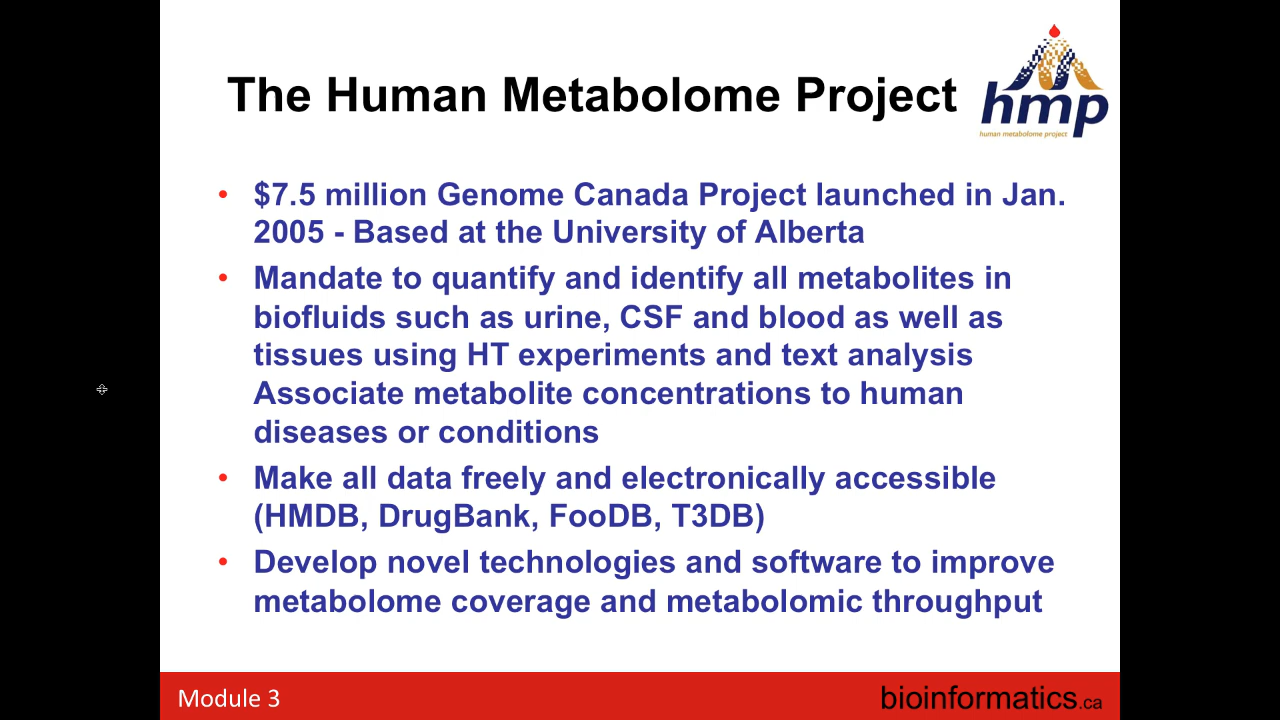 The Human Metabolome Project
hmp
human metabolome project
• $7.5 million Genome Canada Project launched in Jan.
2005 - Based at the University of Alberta
• Mandate to quantify and identify all metabolites in
biofluids such as urine, CSF and blood as well as
tissues using HT experiments and text analysis
Associate metabolite concentrations to human
diseases or conditions
• Make all data freely and electronically accessible
(HMDB, DrugBank, FooDB, T3DB)
• Develop novel technologies and software to improve
metabolome coverage and metabolomic throughput
Module 3
bioinformatics.ca